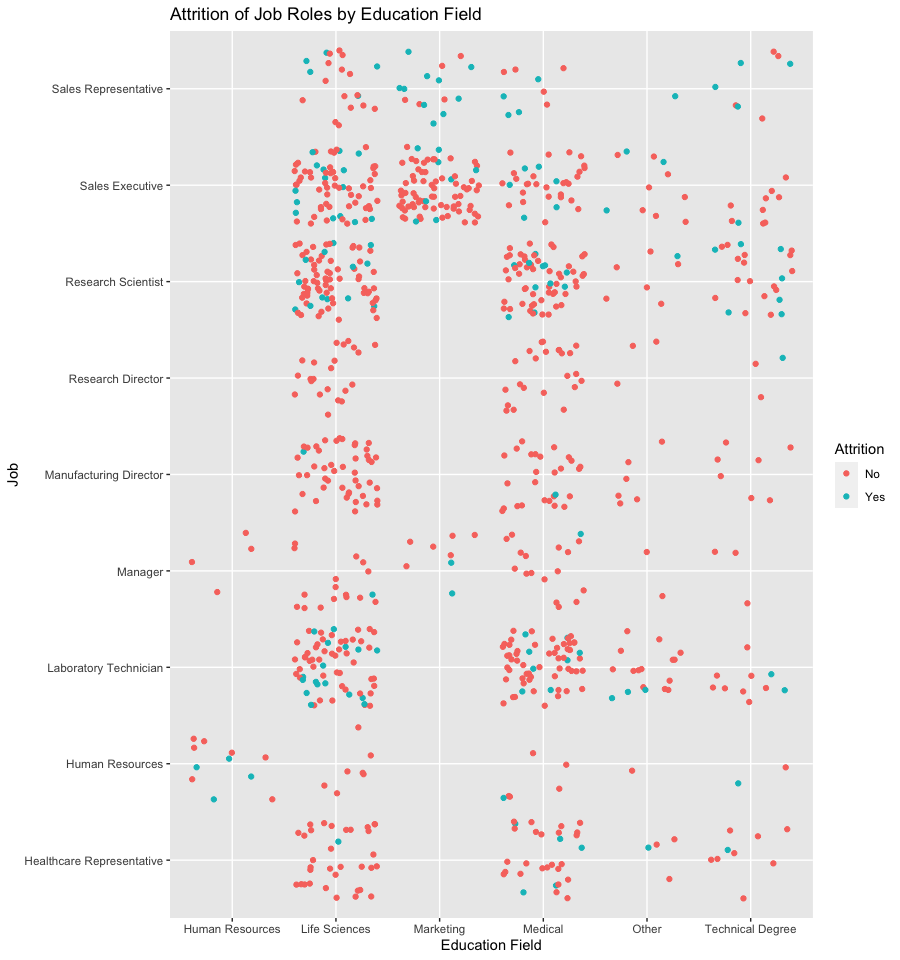 Attrition of Job Roles by Education Field
Job
Sales Representative
Sales Executive
Research Scientist
Research Director
Manufacturing Director
Manager
Laboratory Technician
Human Resources
Healthcare Representative
Human Resources
Life Sciences
Marketing
Medical
Other
Technical Degree
Education Field
Attrition
No
Yes